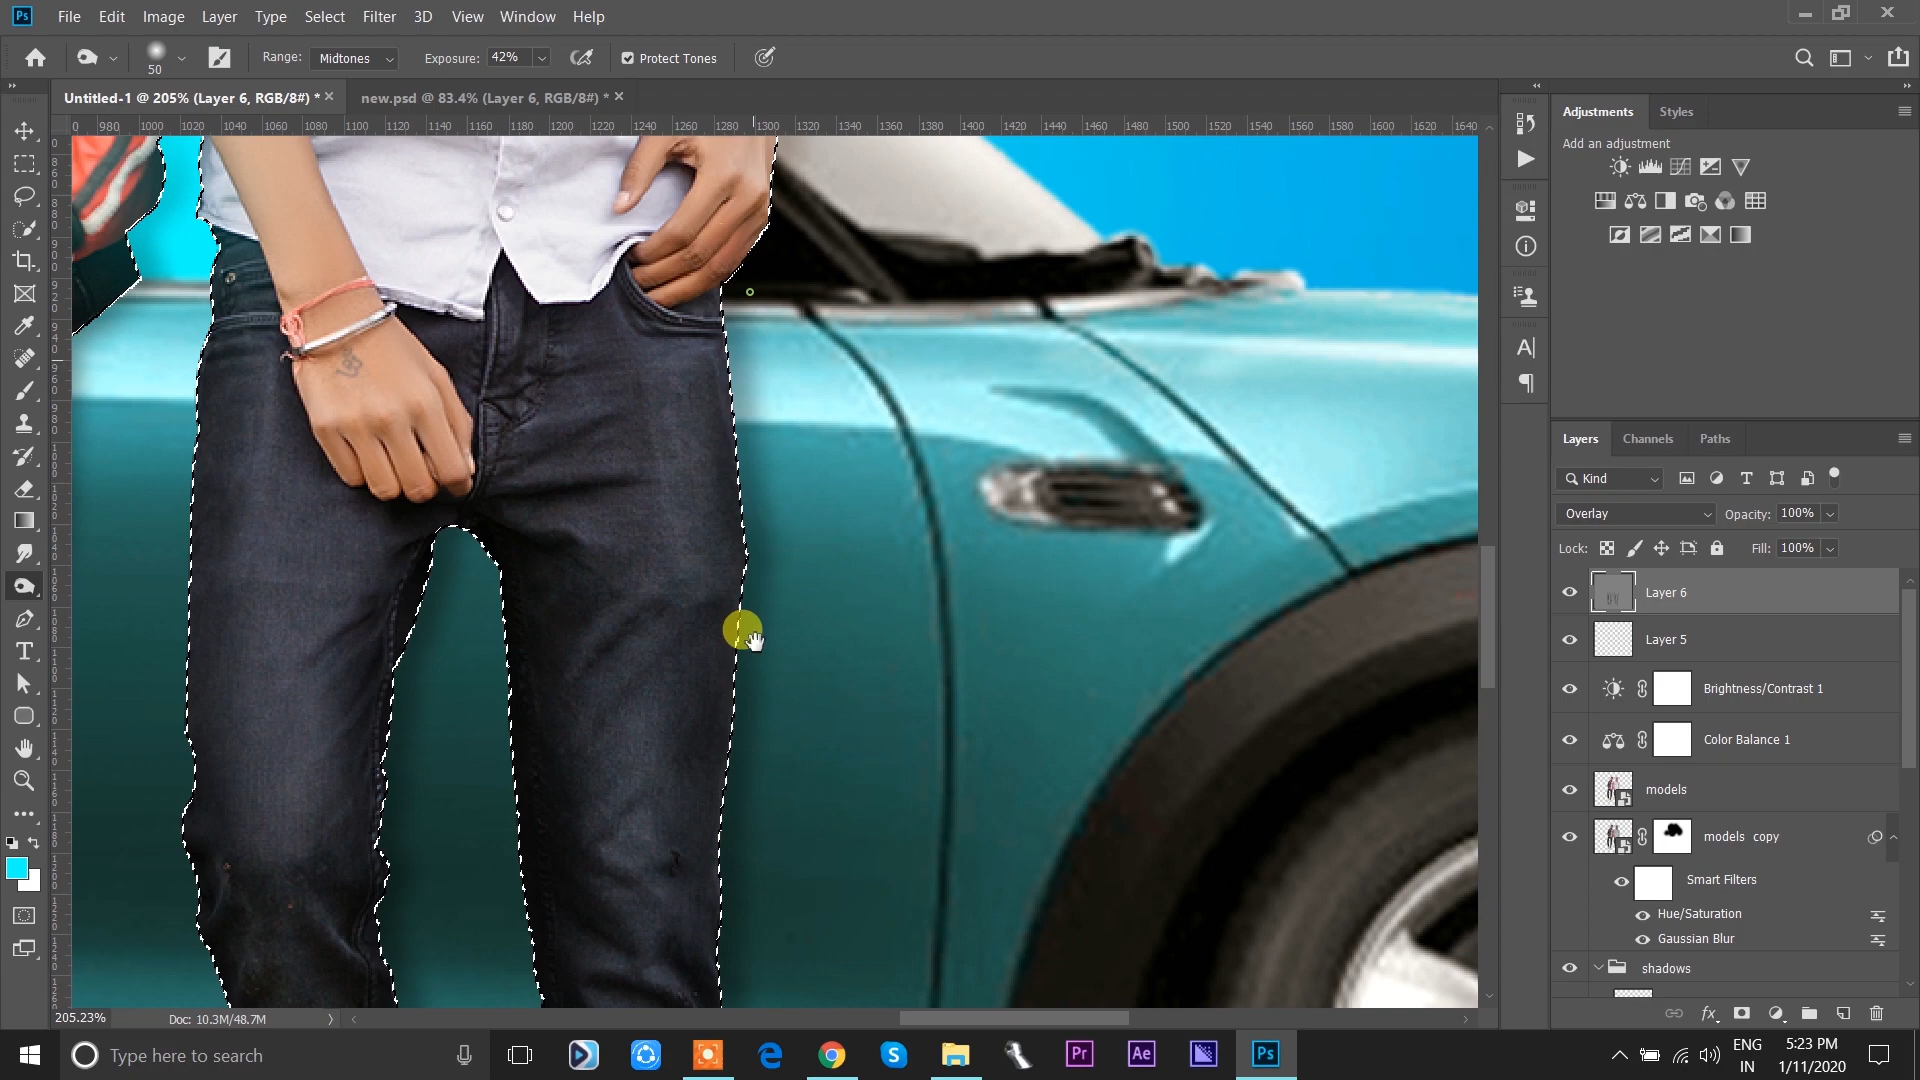 Ps File Edit Image Layer Type Select Filter 3D View Window Help
50 Range: Midtones Exposure: 42% Protect Tones
Untitled-1 @ 205% (Layer 6, RGB/8#) * × new.psd @ 83.4% (Layer 6, RGB/8#) * ×
0 980 1000 1020 1040 1060 1080 1100 1120 1140 1160 1180 1200 1220 1240 1260 1280 1300 1320 1340 1360 1380 1400 1420 1440 1460 1480 1500 1520 1540 1560 1580 1600 1620 1640
Adjustments Styles
Add an adjustment
Layers Channels Paths
Kind
Overlay Opacity: 100%
Lock: Fill: 100%
Layer 6
Layer 5
Brightness/Contrast 1
Color Balance 1
models
models copy
Smart Filters
Hue/Saturation
Gaussian Blur
shadows
205.23% Doc: 10.3M/48.7M
Type here to search
Pr Ae Ps
ENG
IN
5:23 PM
1/11/2020